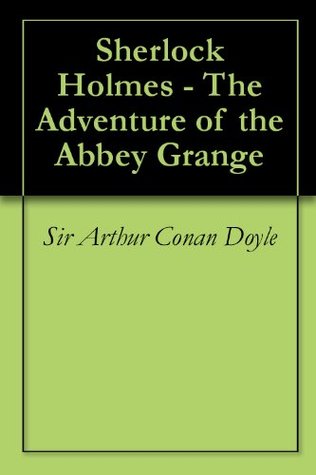 Sherlock
Holmes - The
Adventure of the
Abbey Grange
Sir Arthur Conan Doyle